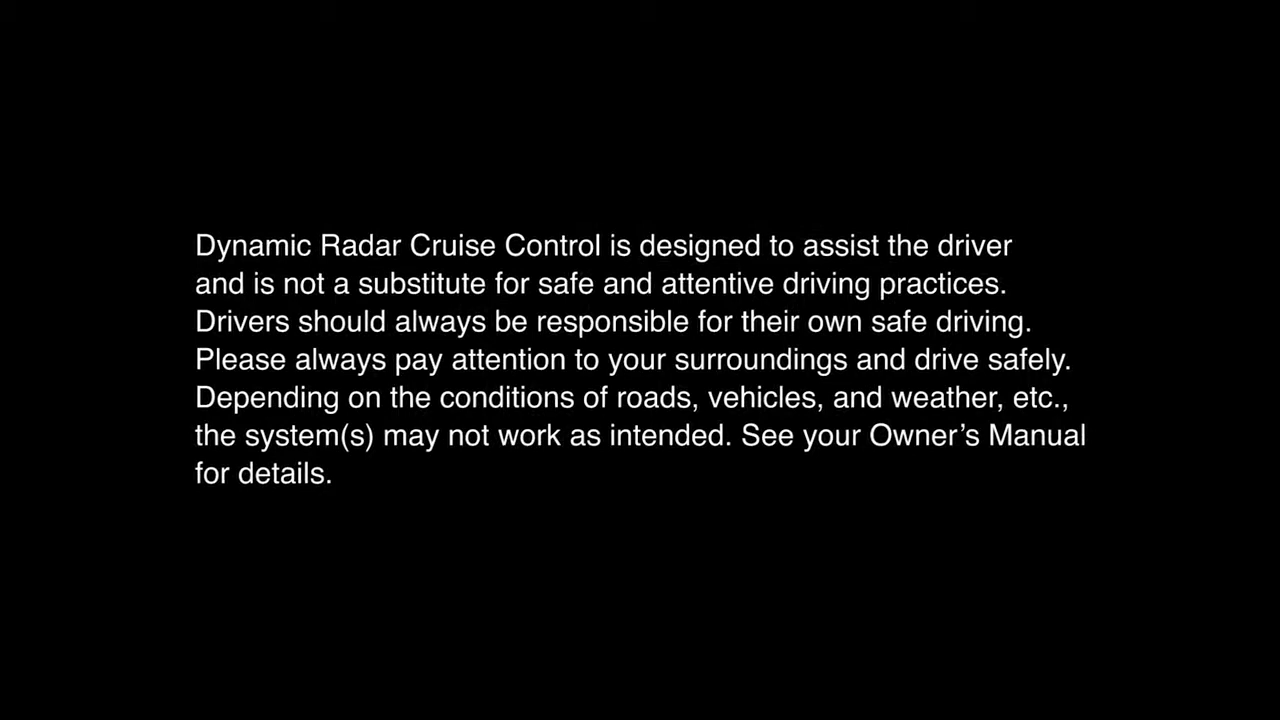 Dynamic Radar Cruise Control is designed to assist the driver
and is not a substitute for safe and attentive driving practices.
Drivers should always be responsible for their own safe driving.
Please always pay attention to your surroundings and drive safely.
Depending on the conditions of roads, vehicles, and weather, etc.,
the system(s) may not work as intended. See your Owner’s Manual
for details.